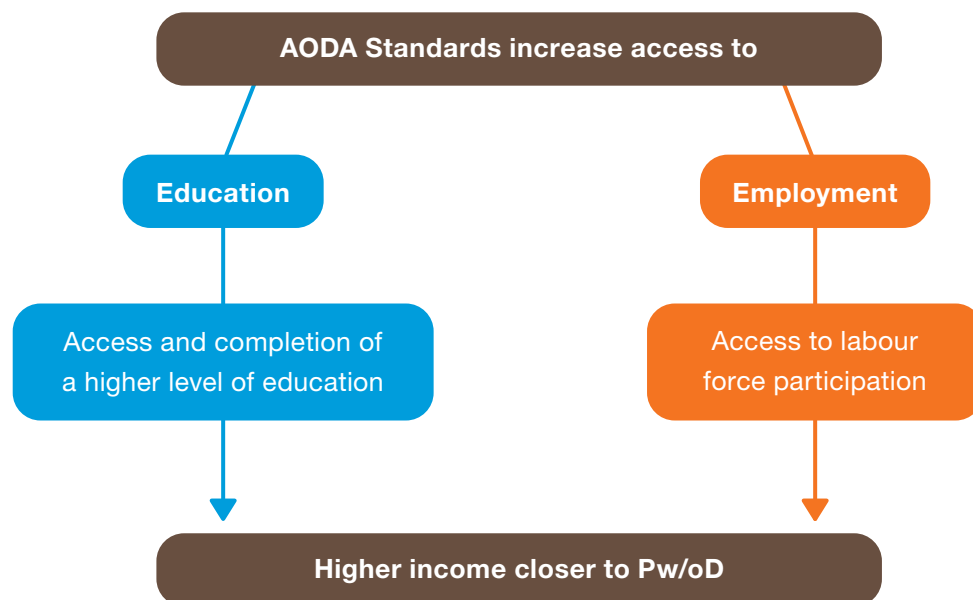 AODA Standards increase access to
Education
Employment
Access and completion of
a higher level of education
Access to labour
force participation
Higher income closer to Pw/oD